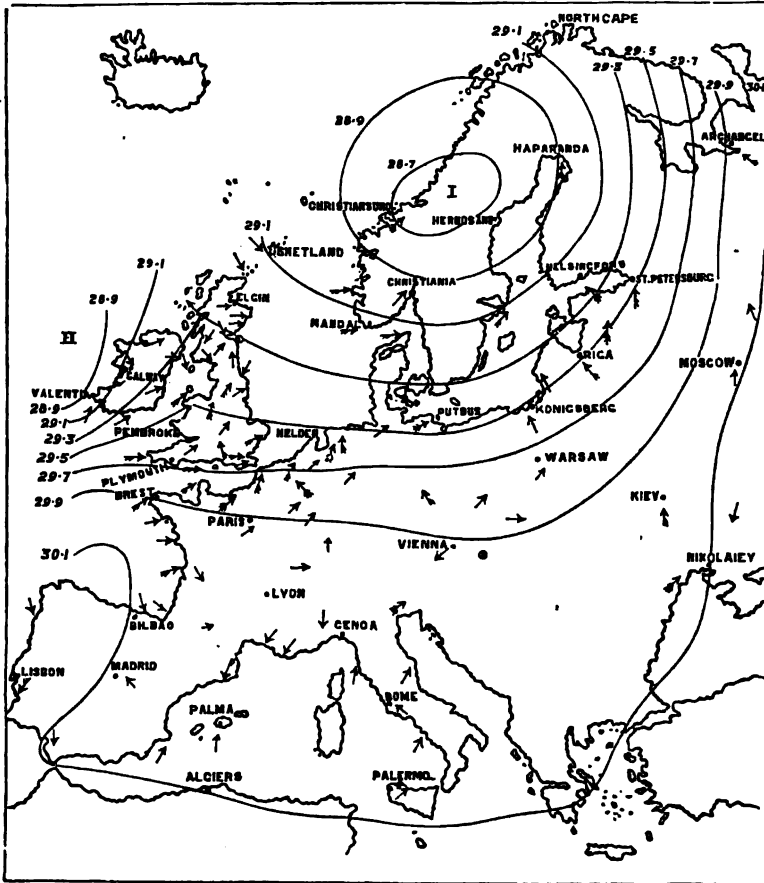 NORTHCAPE
29.1
29.5
29.3
29.7
29.9
28.9
ARCHANGEL
HAPARANDA
28.7
I
CHRISTIANSUND
HERNOSAND
29.1
SHETLAND
29.1
HELSINGFORS
ST. PETERSBURG
CHRISTIANIA
28.9
ELGIN
MANDAL
II
RIGA
MOSCOW
GALWAY
VALENTIA
28.9
PUTBUS
KONIGSBERG
29.1
PEMBROKE
HELDER
29.3
29.5
WARSAW
29.7
PLYMOUTH
BREST
29.9
KIEV
PARIS
30.1
VIENNA
NIKOLAIEV
LYON
BILBAO
GENOA
LISBON
MADRID
ROME
PALMA
ALGIERS
PALERMO